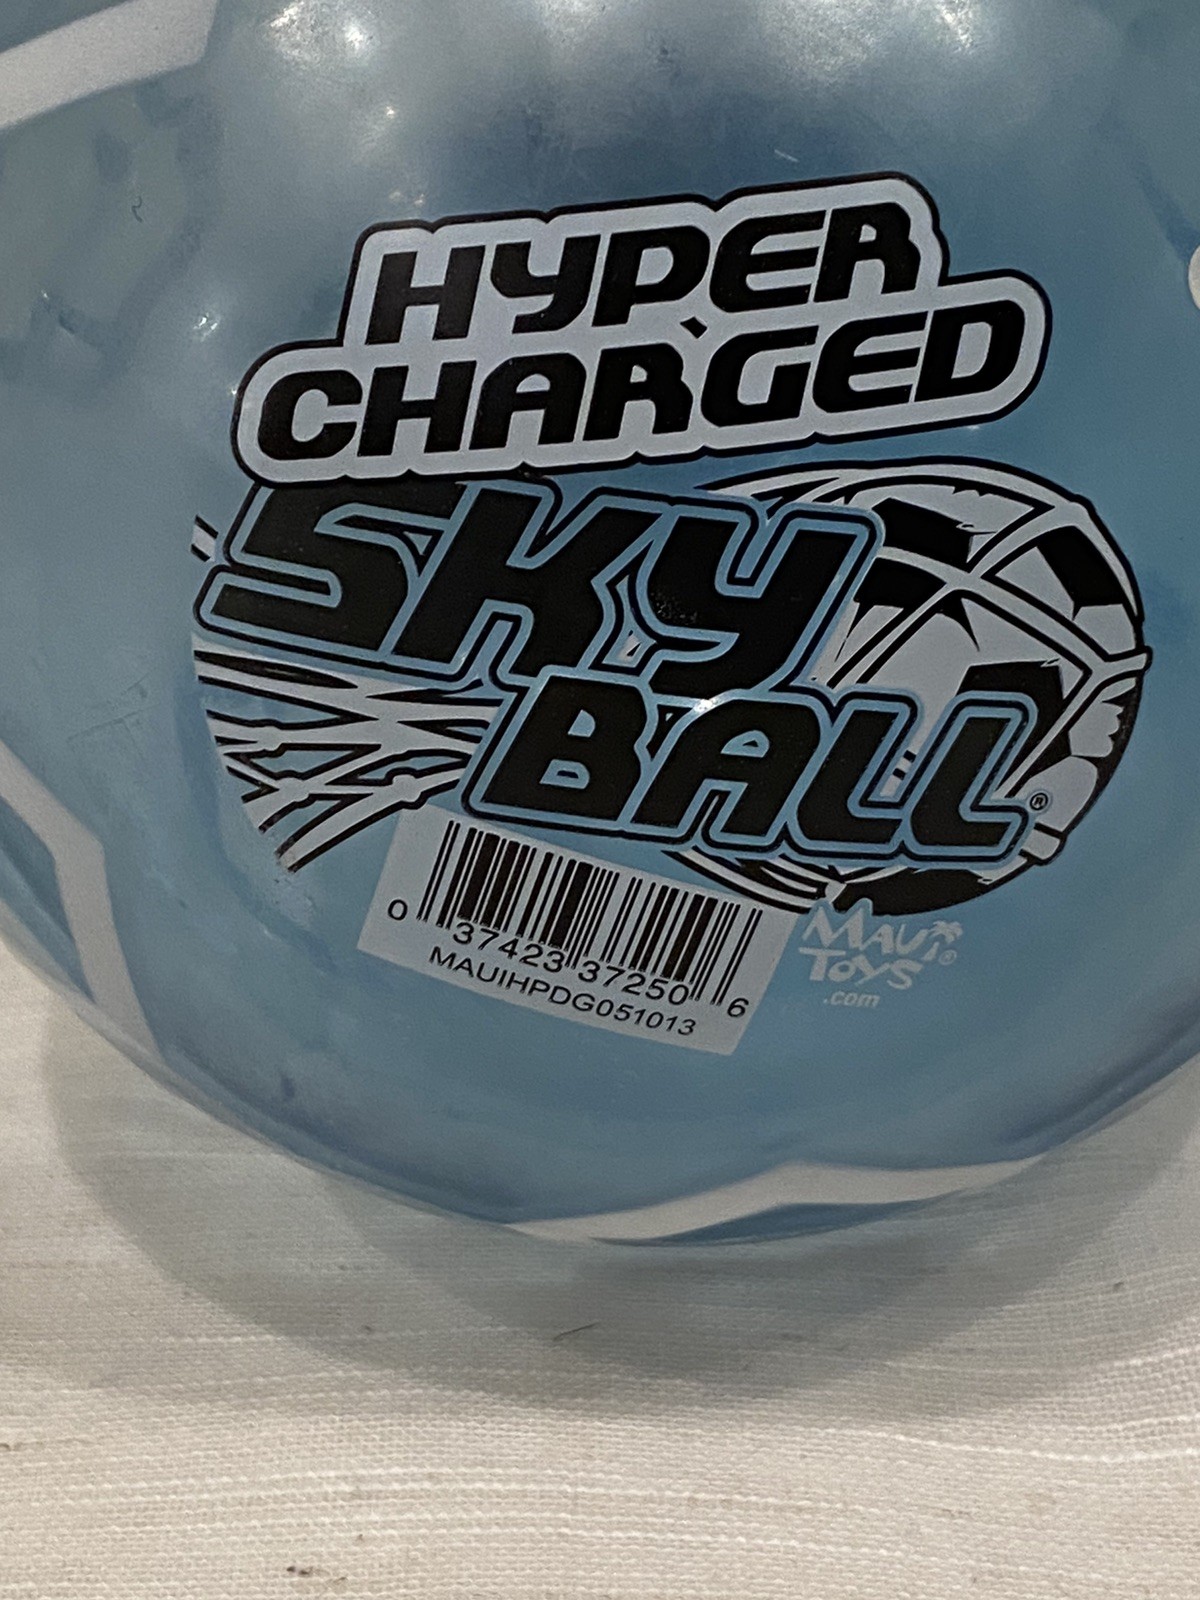 HYPER
CHARGED
SKY
BALL®
0 37423 37250 6
MAUIHPDG051013
MAUI®
TOYS
.com